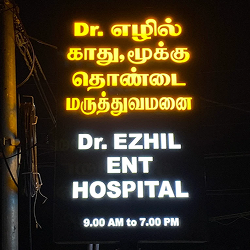 Dr. எழில்
காது,மூக்கு
தொண்டை
மருத்துவமனை
Dr. EZHIL
ENT
HOSPITAL
9.00 AM to 7.00 PM